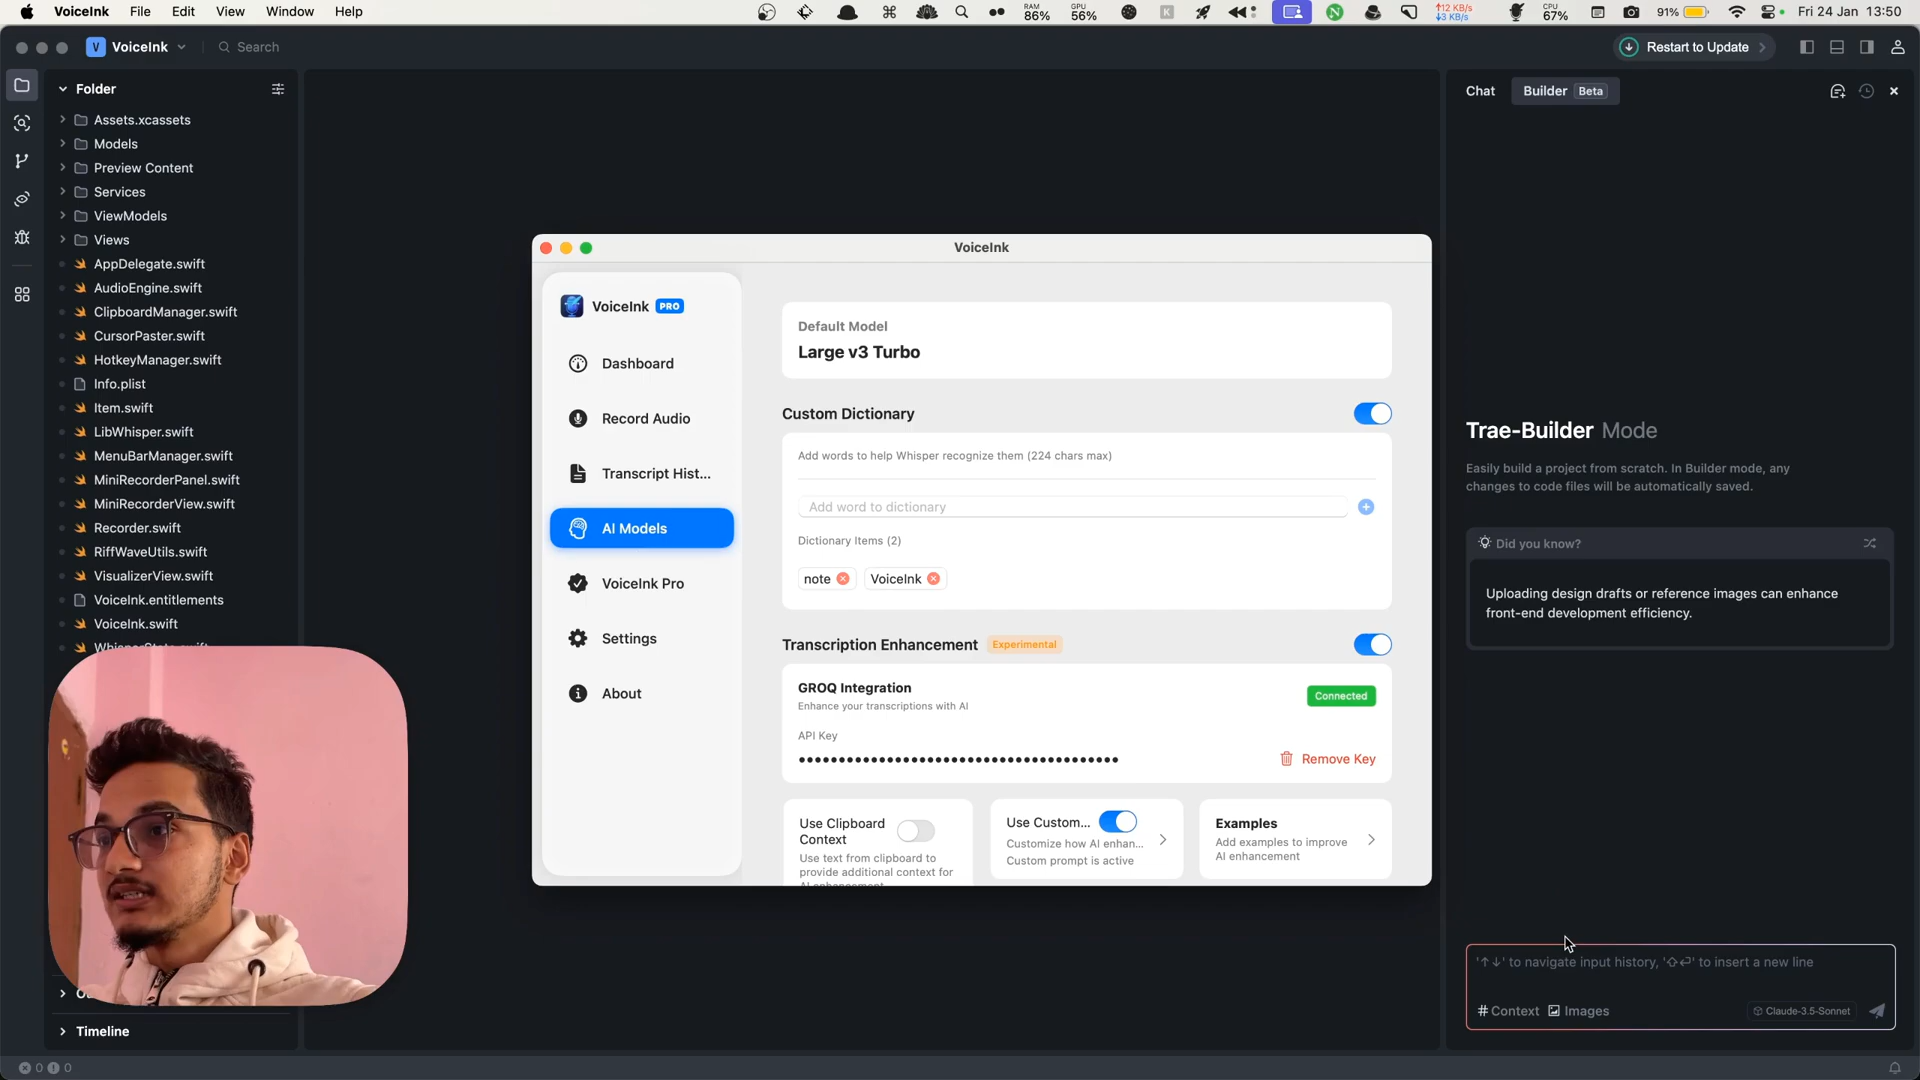 VoiceInk File Edit View Window Help
RAM 86% GPU 56% 12 KB/s 3 KB/s CPU 67% 91% Fri 24 Jan 13:50
V VoiceInk Search
Restart to Update
Folder
Assets.xcassets
Models
Preview Content
Services
ViewModels
Views
AppDelegate.swift
AudioEngine.swift
ClipboardManager.swift
CursorPaster.swift
HotkeyManager.swift
Info.plist
Item.swift
LibWhisper.swift
MenuBarManager.swift
MiniRecorderPanel.swift
MiniRecorderView.swift
Recorder.swift
RiffWaveUtils.swift
VisualizerView.swift
VoiceInk.entitlements
VoiceInk.swift
Timeline
0 0
VoiceInk
VoiceInk PRO
Dashboard
Record Audio
Transcript Hist...
AI Models
VoiceInk Pro
Settings
About
Default Model
Large v3 Turbo
Custom Dictionary
Add words to help Whisper recognize them (224 chars max)
Add word to dictionary
Dictionary Items (2)
note VoiceInk
Transcription Enhancement Experimental
GROQ Integration
Enhance your transcriptions with AI
Connected
API Key
Remove Key
Use Clipboard
Context
Use text from clipboard to
provide additional context for
AI enhancement
Use Custom...
Customize how AI enhan...
Custom prompt is active
Examples
Add examples to improve
AI enhancement
Chat Builder Beta
Trae-Builder Mode
Easily build a project from scratch. In Builder mode, any
changes to code files will be automatically saved.
Did you know?
Uploading design drafts or reference images can enhance
front-end development efficiency.
'↑↓' to navigate input history, '⇧⏎' to insert a new line
# Context Images Claude-3.5-Sonnet